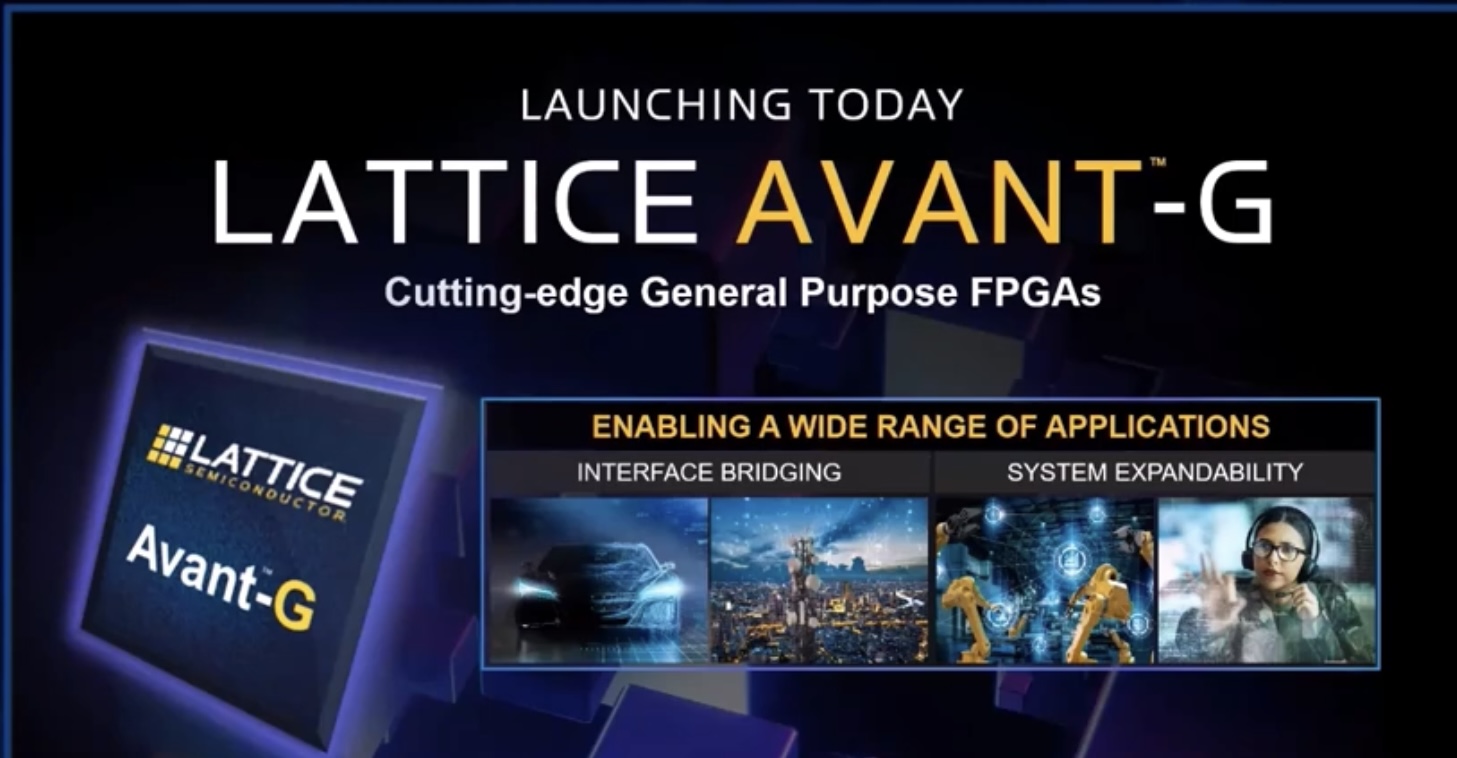 LAUNCHING TODAY
LATTICE AVANT™-G
Cutting-edge General Purpose FPGAs
LATTICE
SEMICONDUCTOR
Avant™-G
ENABLING A WIDE RANGE OF APPLICATIONS
INTERFACE BRIDGING
SYSTEM EXPANDABILITY